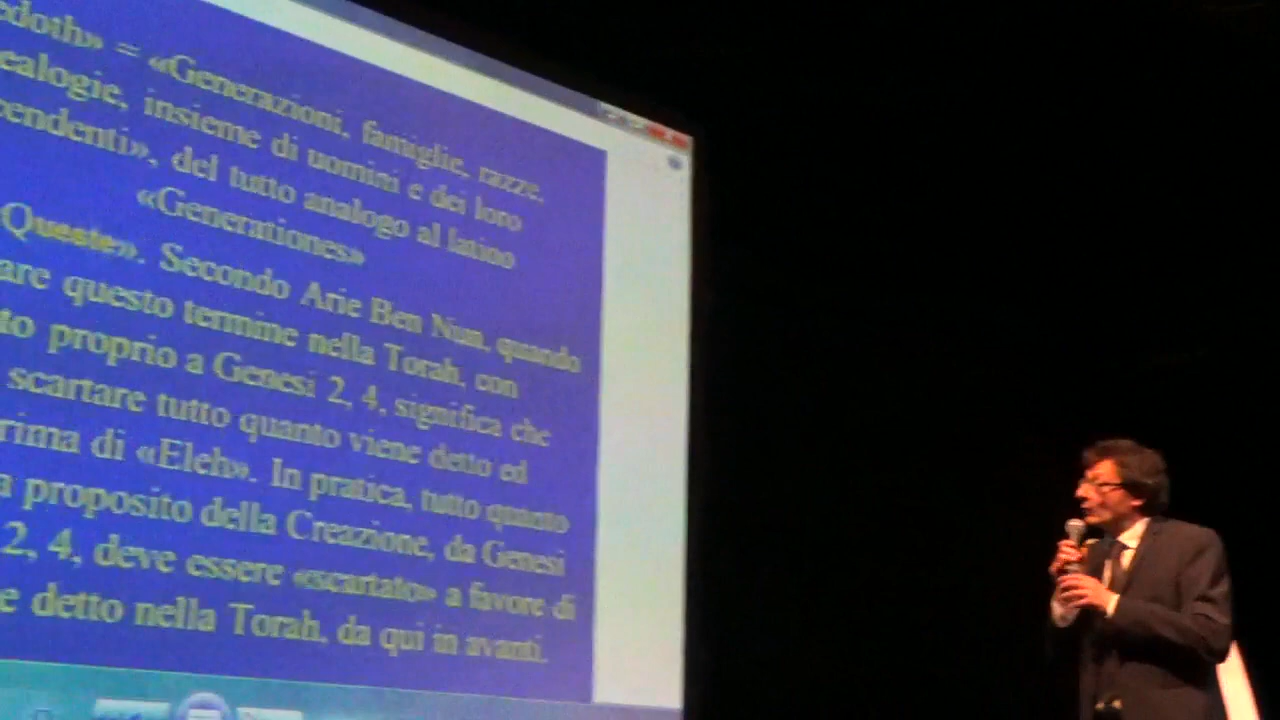 edoth» = «Generazioni, famiglie, razze,
ealogie, insieme di uomini e dei loro
cendenti», del tutto analogo al latino
«Generationes»
Queste». Secondo Arie Ben Nun, quando
are questo termine nella Torah, con
to proprio a Genesi 2, 4, significa che
scartare tutto quanto viene detto ed
rima di «Eleh». In pratica, tutto quanto
a proposito della Creazione, da Genesi
2, 4, deve essere «scartato» a favore di
e detto nella Torah, da qui in avanti.